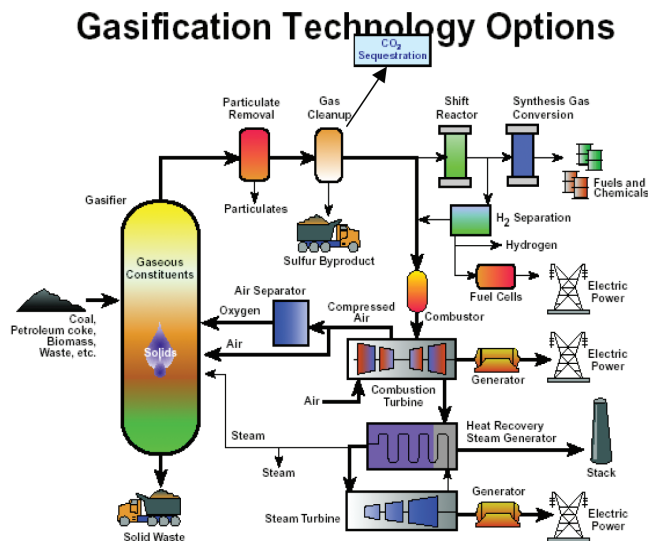 Gasification Technology Options
CO2
Sequestration
Particulate
Removal
Gas
Cleanup
Shift
Reactor
Synthesis Gas
Conversion
Gasifier
Particulates
Sulfur Byproduct
Fuels and
Chemicals
H2 Separation
Hydrogen
Fuel Cells
Electric
Power
Gaseous
Constituents
Solids
Coal,
Petroleum coke,
Biomass,
Waste, etc.
Air Separator
Oxygen
Compressed
Air
Air
Combustor
Air
Combustion
Turbine
Generator
Electric
Power
Steam
Steam
Heat Recovery
Steam Generator
Stack
Steam Turbine
Generator
Electric
Power
Solid Waste